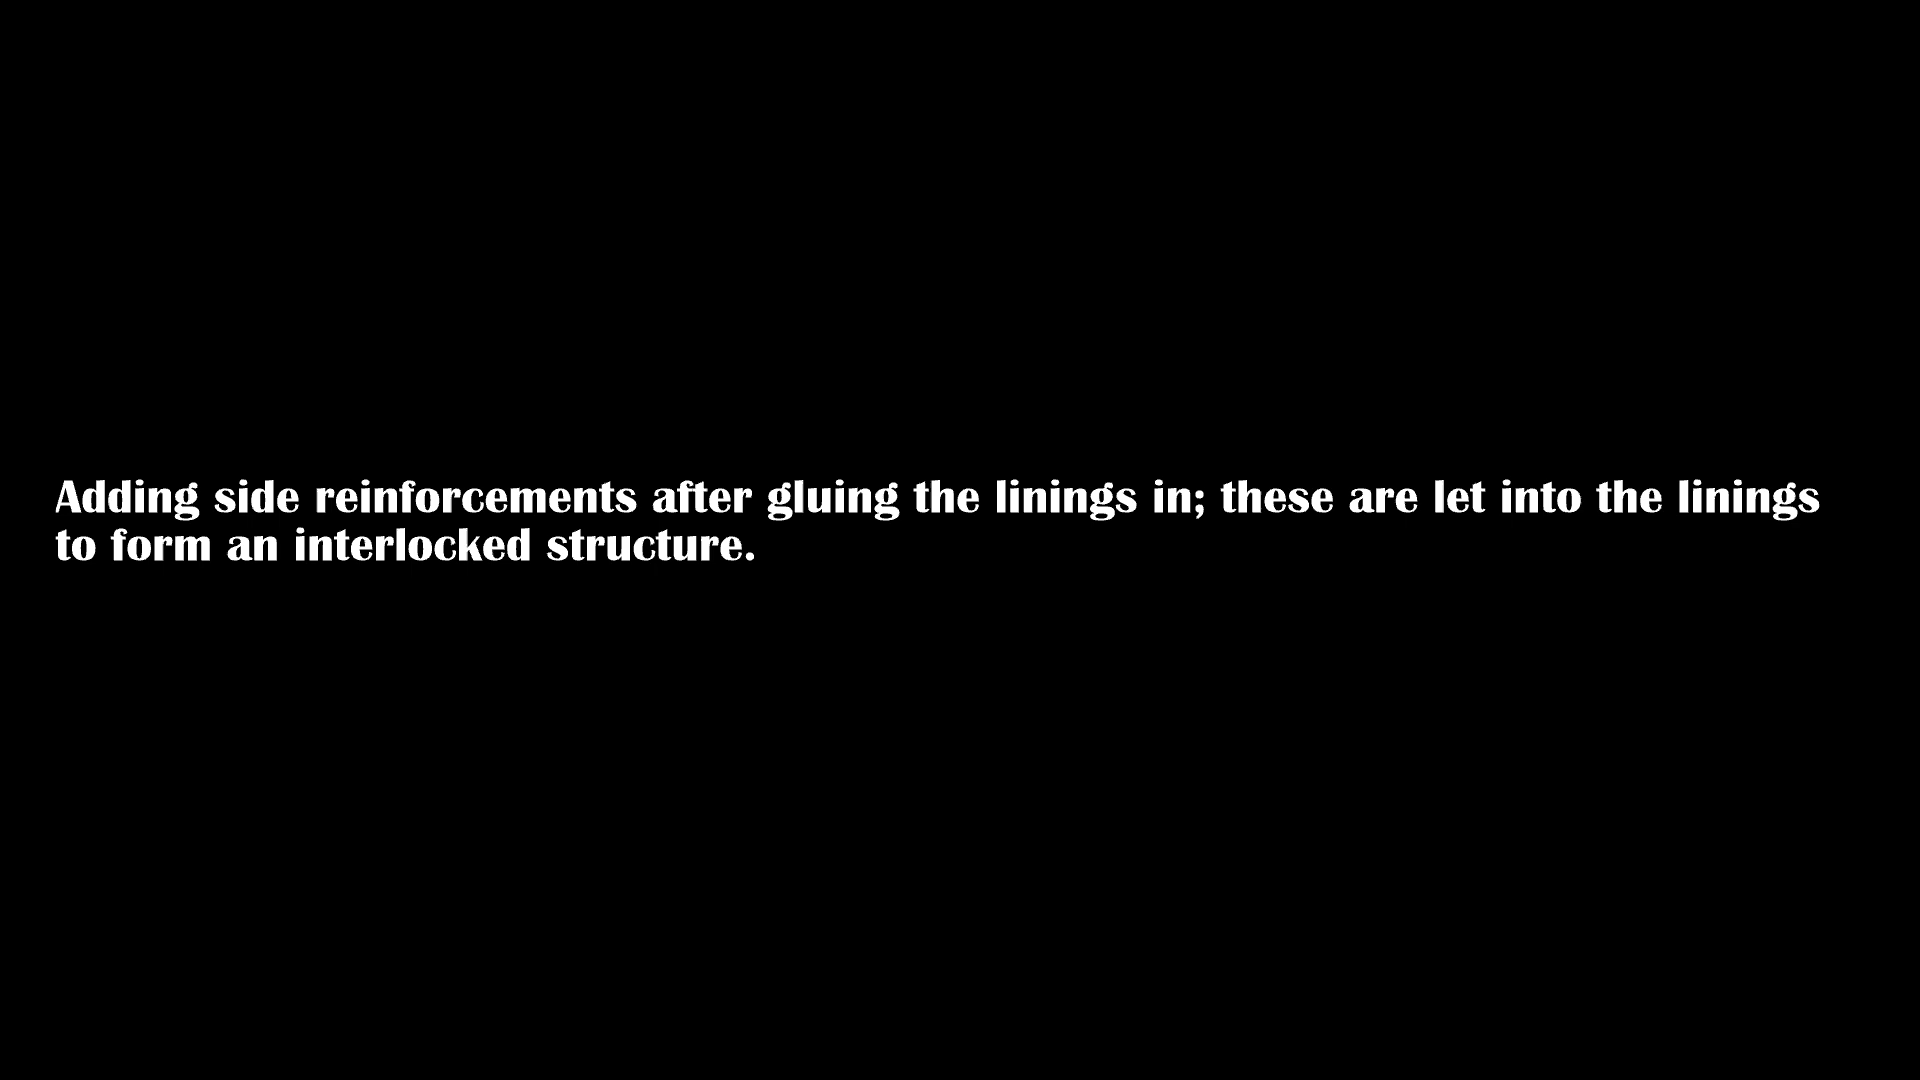 Adding side reinforcements after gluing the linings in; these are let into the linings
to form an interlocked structure.